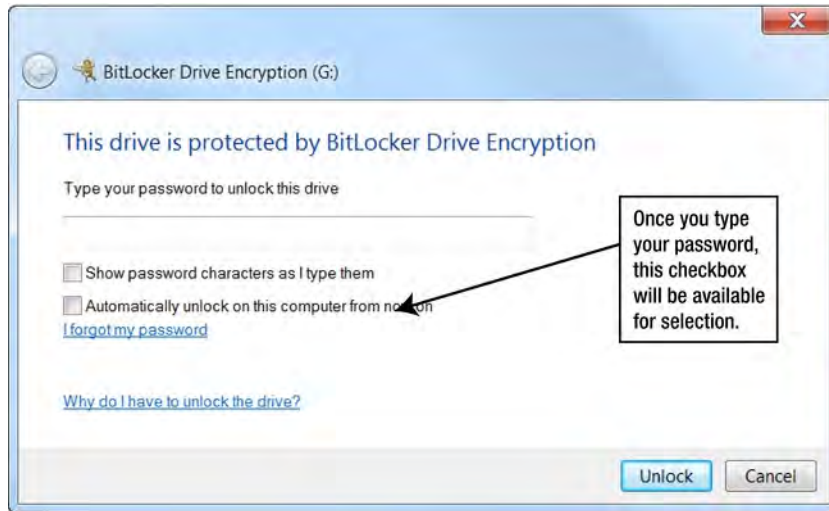 X
BitLocker Drive Encryption (G:)
This drive is protected by BitLocker Drive Encryption
Type your password to unlock this drive
Show password characters as I type them
Automatically unlock on this computer from now on
I forgot my password
Why do I have to unlock the drive?
Once you type
your password,
this checkbox
will be available
for selection.
Unlock
Cancel